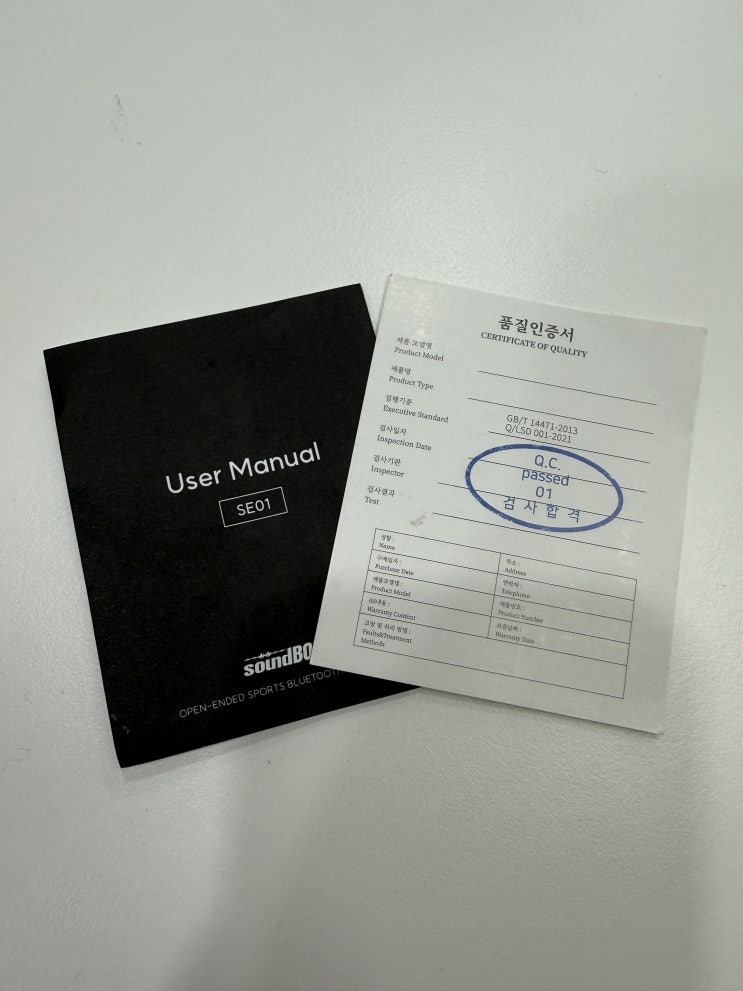 User Manual
SE01
soundBO
OPEN-ENDED SPORTS BLUETOOTH
품질인증서
CERTIFICATE OF QUALITY
제품 모델명
Product Model
제품명
Product Type
집행기준
Executive Standard
GB/T 14471-2013
Q/LSD 001-2021
검사일자
Inspection Date
검사기관
Inspector
검사결과
Test
Q.C.
passed
01
검사합격
성함 :
Name
주소 :
Address
구매일자 :
Purchase Date
연락처 :
Telephone
제품모델명 :
Product Model
제품번호 :
Product Number
AS내용 :
Warranty Content
보증날짜 :
Warranty Date
고장 및 처리 방법 :
Faults&Treatment
Methods